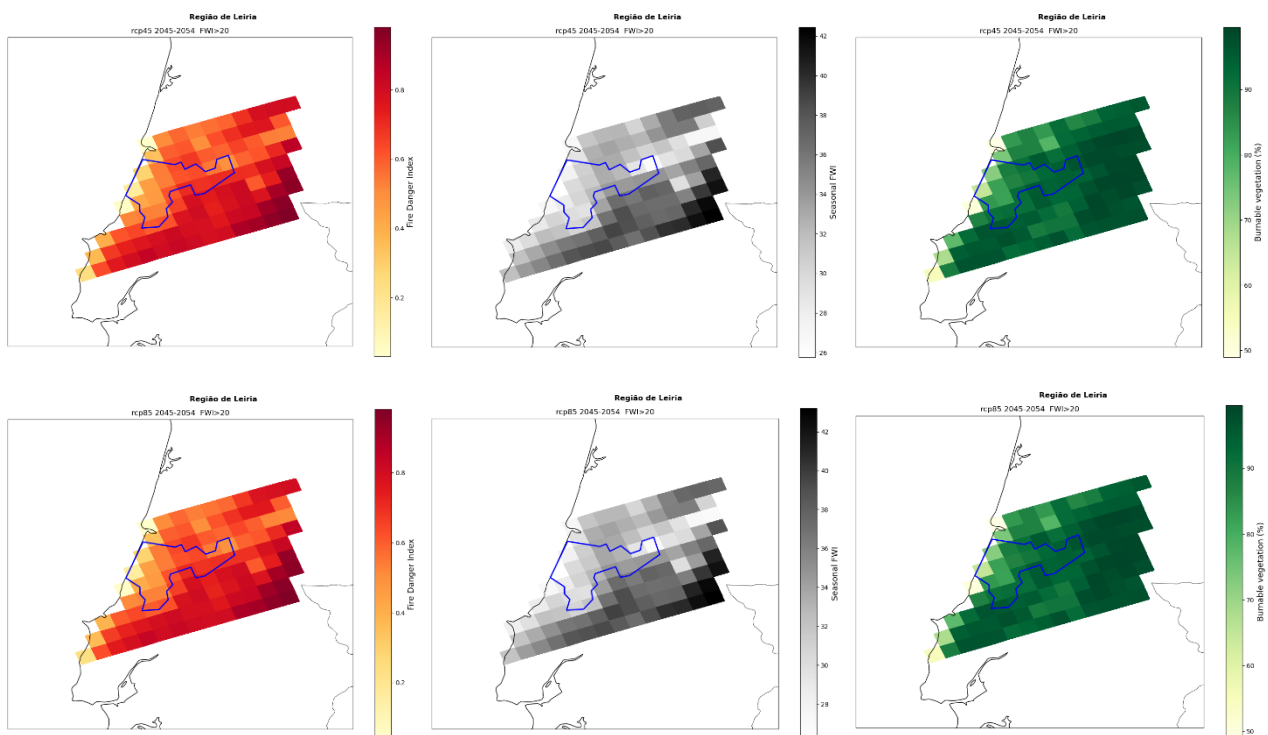 Região de Leiria
rcp45 2045-2054 FWI>20
0.8
0.6
0.4
0.2
Fire Danger Index
Região de Leiria
rcp45 2045-2054 FWI>20
42
40
38
36
34
32
30
28
26
Seasonal FWI
Região de Leiria
rcp45 2045-2054 FWI>20
90
80
70
60
50
Burnable vegetation (%)
Região de Leiria
rcp85 2045-2054 FWI>20
0.8
0.6
0.4
0.2
Fire Danger Index
Região de Leiria
rcp85 2045-2054 FWI>20
42
40
38
36
34
32
30
28
Seasonal FWI
Região de Leiria
rcp85 2045-2054 FWI>20
90
80
70
60
50
Burnable vegetation (%)